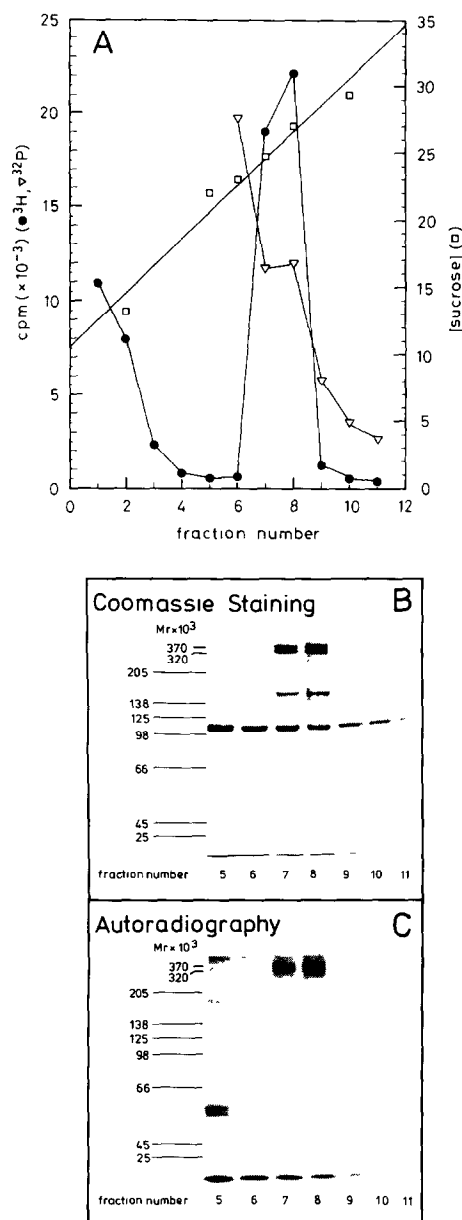 A
25
20
15
10
5
0
cpm (×10⁻³) (●³H, ▽³²P)
35
30
25
20
15
10
5
0
[sucrose] (□)
0 2 4 6 8 10 12
fraction number
Coomassie Staining B
Mr×10³
370
320
205
138
125
98
66
45
25
fraction number 5 6 7 8 9 10 11
Autoradiography C
Mr×10³
370
320
205
138
125
98
66
45
25
fraction number 5 6 7 8 9 10 11